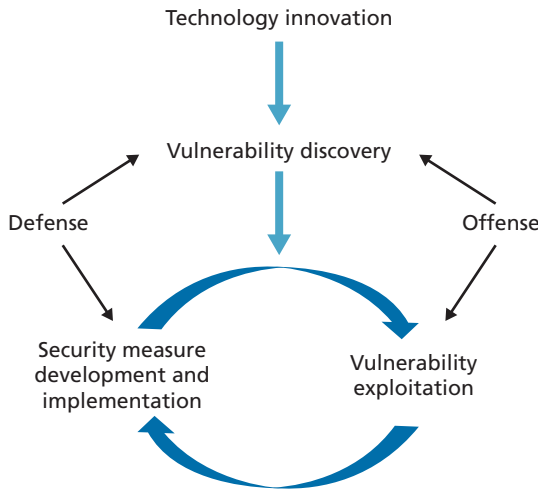 Technology innovation
Vulnerability discovery
Defense
Offense
Security measure
development and
implementation
Vulnerability
exploitation